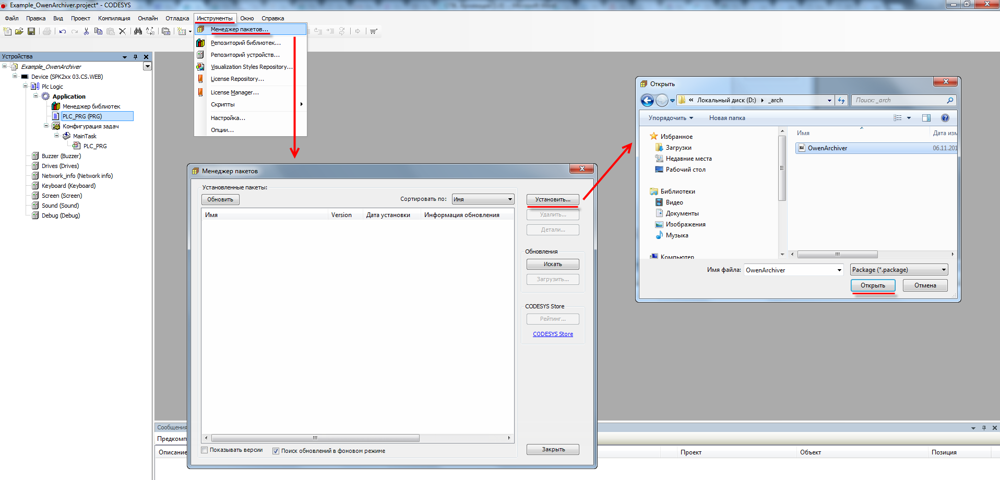 Example_OwenArchiver.project* - CODESYS
Файл Правка Вид Проект Компиляция Онлайн Отладка Инструменты Окно Справка
Менеджер пакетов...
Репозиторий библиотек...
Репозиторий устройств...
Visualization Styles Repository...
License Repository...
License Manager...
Скрипты
Настройка...
Опции...
Устройства
Example_OwenArchiver
Device (SPK2xx 03.CS.WEB)
Plc Logic
Application
Менеджер библиотек
PLC_PRG (PRG)
Конфигурация задач
MainTask
PLC_PRG
Buzzer (Buzzer)
Drives (Drives)
Network_info (Network info)
Keyboard (Keyboard)
Screen (Screen)
Sound (Sound)
Debug (Debug)
Менеджер пакетов
Установленные пакеты:
Обновить Сортировать по: Имя
Имя Version Дата установки Информация обновления
Установить...
Удалить...
Детали...
Обновления
Искать
Загрузить...
CODESYS Store
Рейтинг...
CODESYS Store
Показывать версии Поиск обновлений в фоновом режиме
Закрыть
Открыть
« Локальный диск (D:) _arch Поиск: _arch
Упорядочить Новая папка
Избранное
Загрузки
Недавние места
Рабочий стол
Библиотеки
Видео
Документы
Изображения
Музыка
Компьютер
Имя Дата изм
OwenArchiver 06.11.201
Имя файла: OwenArchiver Package (*.package)
Открыть Отмена
Сообщения
Предкомп
Описание Проект Объект Позиция